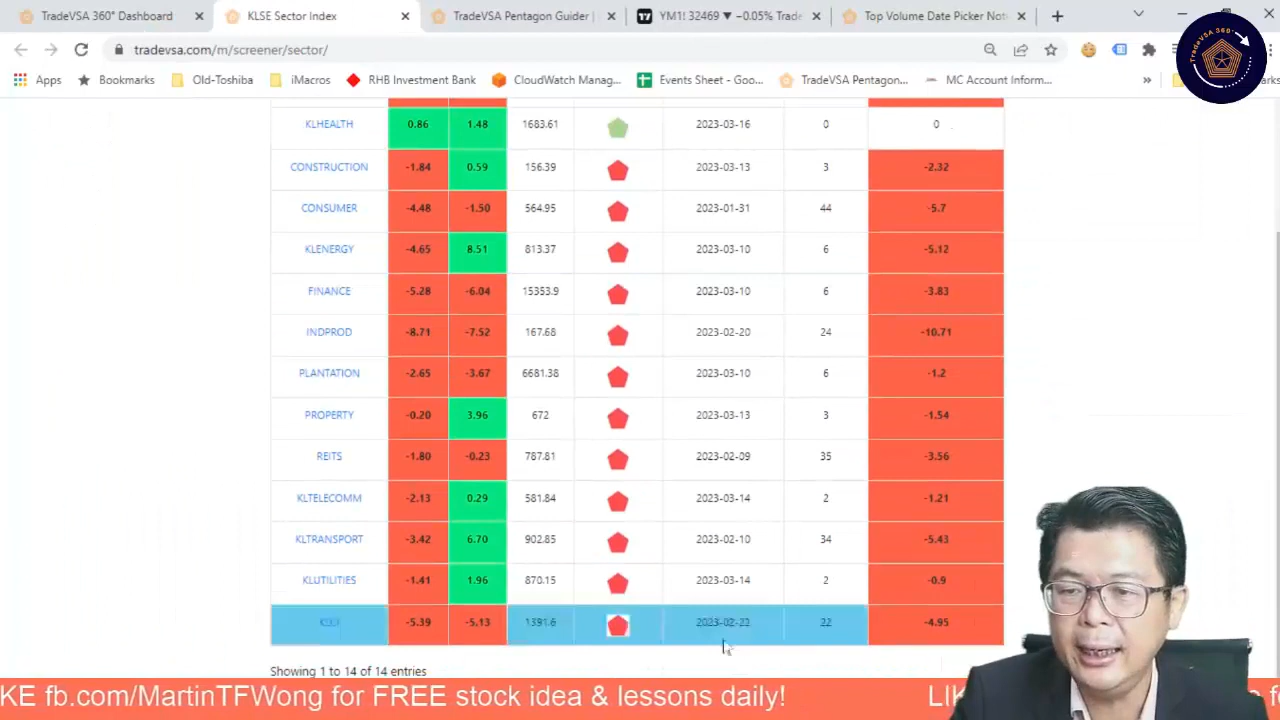 TradeVSA 360° Dashboard
KLSE Sector Index
TradeVSA Pentagon Guider |
YM1! 32469 ▼ −0.05% Trade
Top Volume Date Picker Not
tradevsa.com/m/screener/sector/
Apps Bookmarks Old-Toshiba iMacros RHB Investment Bank CloudWatch Manag... Events Sheet - Goo... TradeVSA Pentagon... MC Account Inform... »
TradeVSA 360°
KLHEALTH 0.86 1.48 1683.61 2023-03-16 0 0
CONSTRUCTION -1.84 0.59 156.39 2023-03-13 3 -2.32
CONSUMER -4.48 -1.50 564.95 2023-01-31 44 -5.7
KLENERGY -4.65 8.51 813.37 2023-03-10 6 -5.12
FINANCE -5.28 -6.04 15353.9 2023-03-10 6 -3.83
INDPROD -8.71 -7.52 167.68 2023-02-20 24 -10.71
PLANTATION -2.65 -3.67 6681.38 2023-03-10 6 -1.2
PROPERTY -0.20 3.96 672 2023-03-13 3 -1.54
REITS -1.80 -0.23 787.81 2023-02-09 35 -3.56
KLTELECOMM -2.13 0.29 581.84 2023-03-14 2 -1.21
KLTRANSPORT -3.42 6.70 902.85 2023-02-10 34 -5.43
KLUTILITIES -1.41 1.96 870.15 2023-03-14 2 -0.9
-5.39 -5.13 1391.6 2023-02-22 22 -4.95
Showing 1 to 14 of 14 entries
KE fb.com/MartinTFWong for FREE stock idea & lessons daily! LI